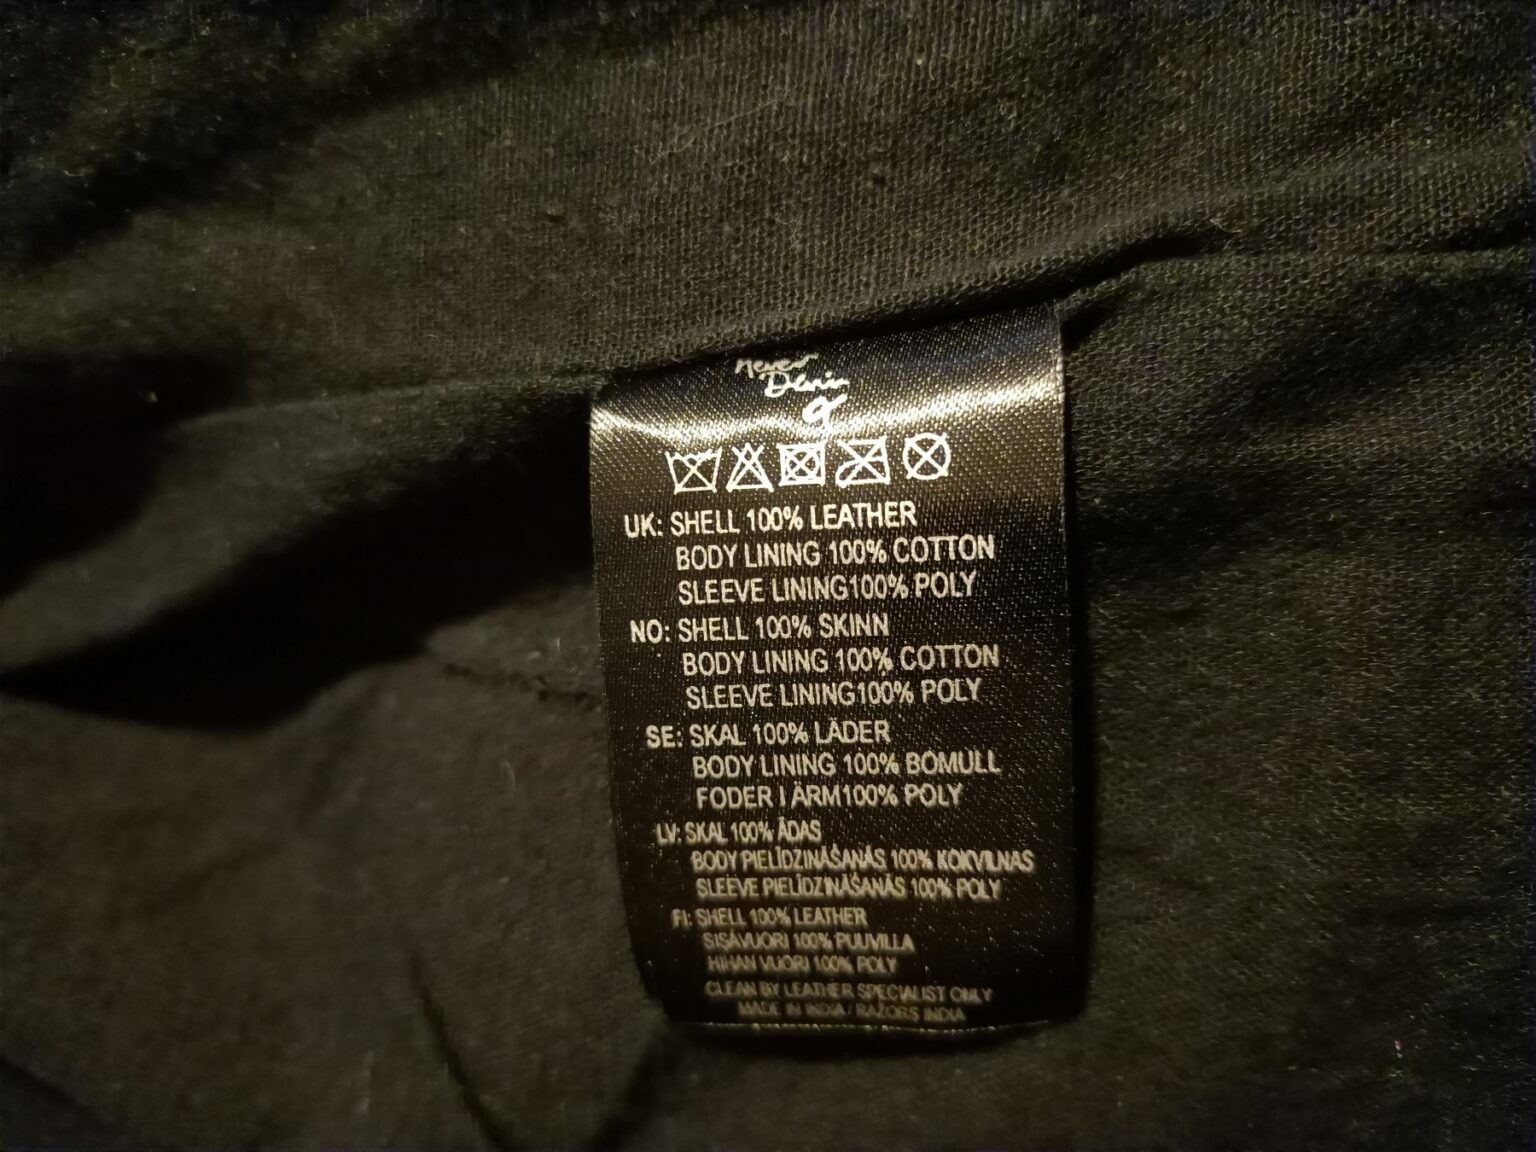 never
Denim
UK: SHELL 100% LEATHER
BODY LINING 100% COTTON
SLEEVE LINING100% POLY
NO: SHELL 100% SKINN
BODY LINING 100% COTTON
SLEEVE LINING100% POLY
SE: SKAL 100% LÄDER
BODY LINING 100% BOMULL
FODER I ÄRM100% POLY
LV: SKAL 100% ĀDAS
BODY PIELĪDZINĀŠANĀS 100% KOKVILNAS
SLEEVE PIELĪDZINĀŠANĀS 100% POLY
FI: SHELL 100% LEATHER
SISÄVUORI 100% PUUVILLA
HIHAN VUORI 100% POLY
CLEAN BY LEATHER SPECIALIST ONLY
MADE IN INDIA / RAŽORS INDIA